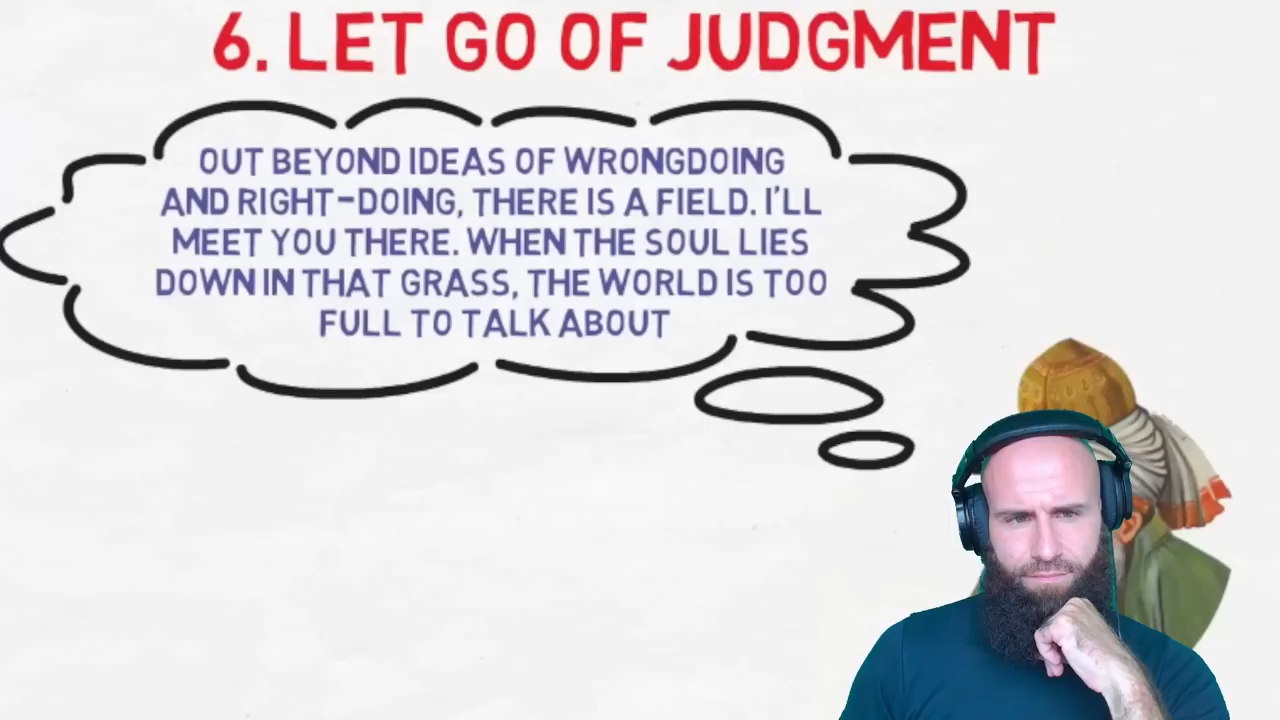 6. LET GO OF JUDGMENT
OUT BEYOND IDEAS OF WRONGDOING
AND RIGHT-DOING, THERE IS A FIELD. I'LL
MEET YOU THERE. WHEN THE SOUL LIES
DOWN IN THAT GRASS, THE WORLD IS TOO
FULL TO TALK ABOUT